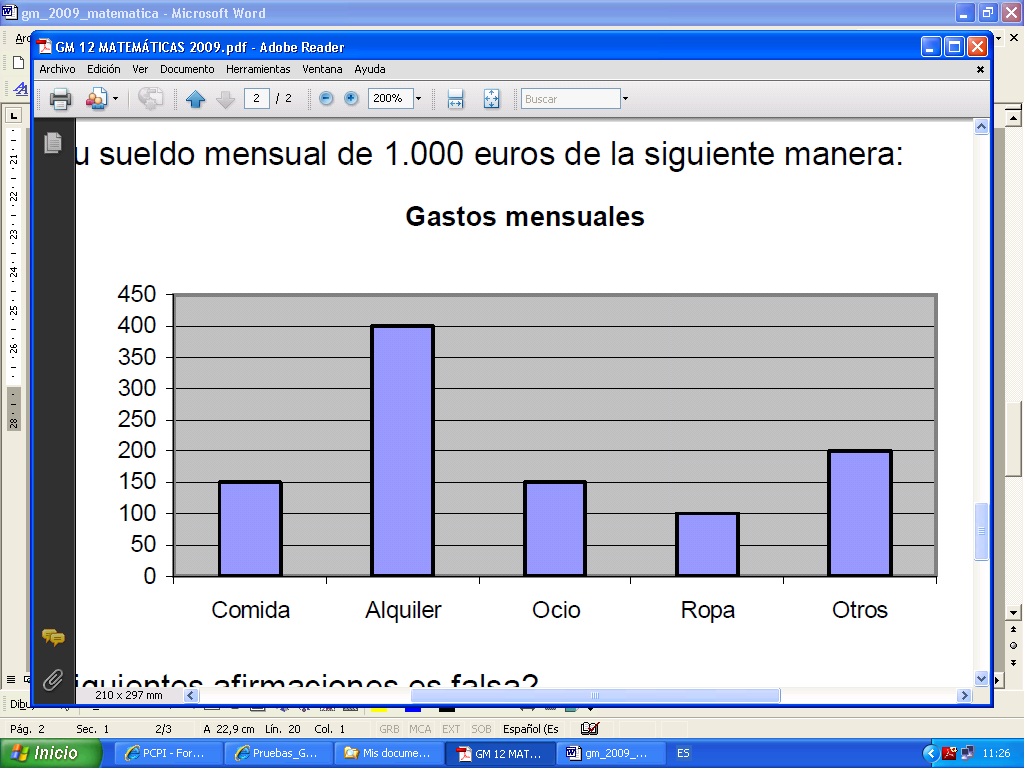 gm_2009_matematica - Microsoft Word
GM 12 MATEMÁTICAS 2009.pdf - Adobe Reader
Archivo Edición Ver Documento Herramientas Ventana Ayuda
2 / 2 200% Buscar
u sueldo mensual de 1.000 euros de la siguiente manera:
Gastos mensuales
450
400
350
300
250
200
150
100
50
0
Comida Alquiler Ocio Ropa Otros
iguientes afirmaciones es falsa?
210 x 297 mm
Pág. 2 Sec. 1 2/3 A 22,9 cm Lín. 20 Col. 1 GRB MCA EXT SOB Español (Es
Inicio PCPI - For... Pruebas_G... Mis docume... GM 12 MAT... gm_2009_... ES 11:26